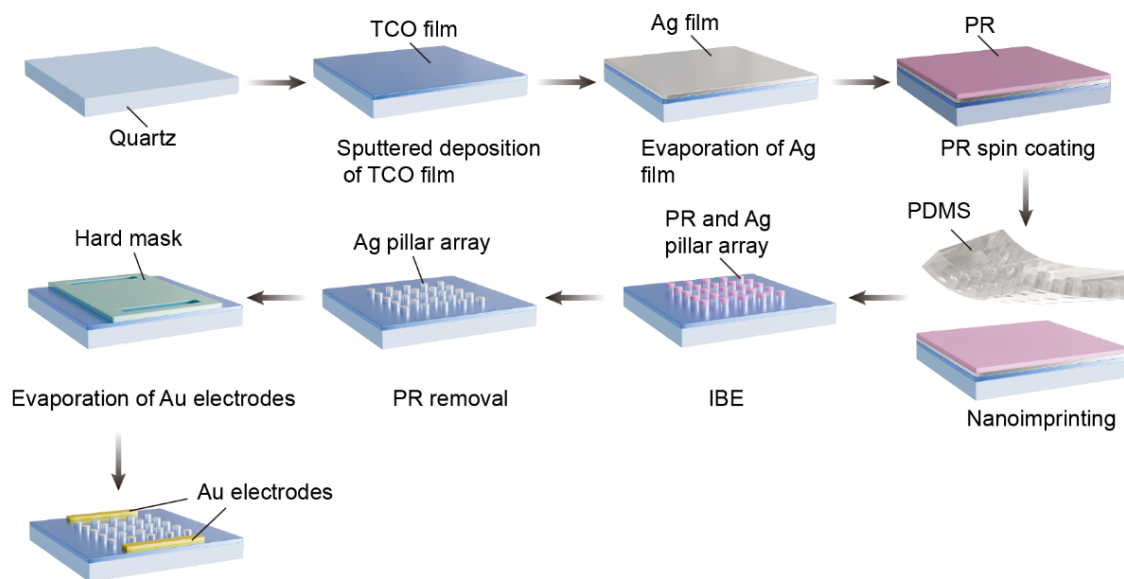 TCO film
Ag film
PR
Quartz
Sputtered deposition
of TCO film
Evaporation of Ag
film
PR spin coating
PDMS
Hard mask
Ag pillar array
PR and Ag
pillar array
Evaporation of Au electrodes
PR removal
IBE
Nanoimprinting
Au electrodes